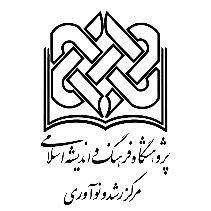 پژوهشگاه فرهنگ و اندیشه اسلامی
مرکز رشد و نوآوری